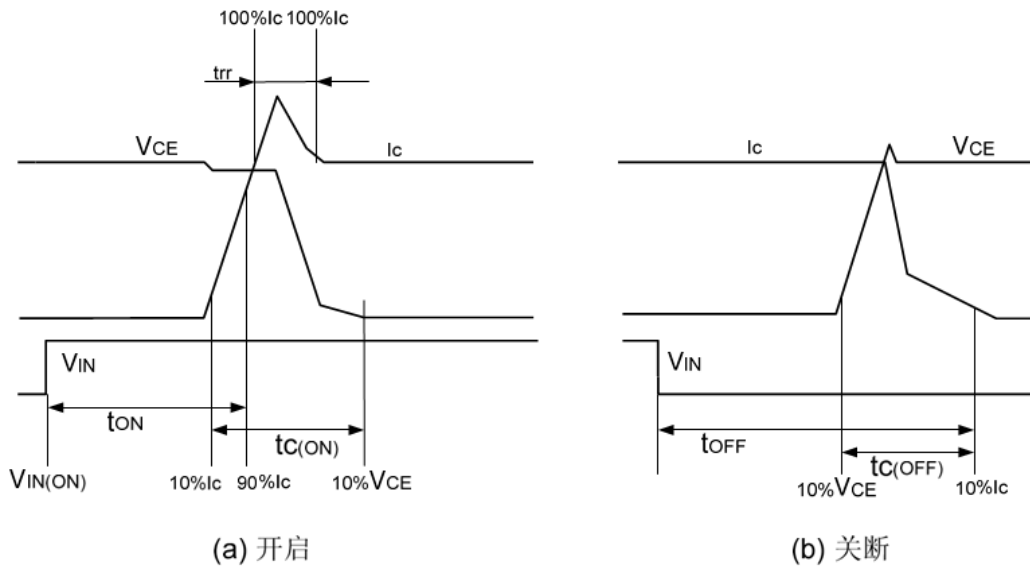 100%Ic 100%Ic
trr
VCE Ic
Ic VCE
VIN
VIN
tON
tC(ON)
tOFF
tC(OFF)
VIN(ON) 10%Ic 90%Ic 10%VCE
10%VCE 10%Ic
(a) 开启
(b) 关断